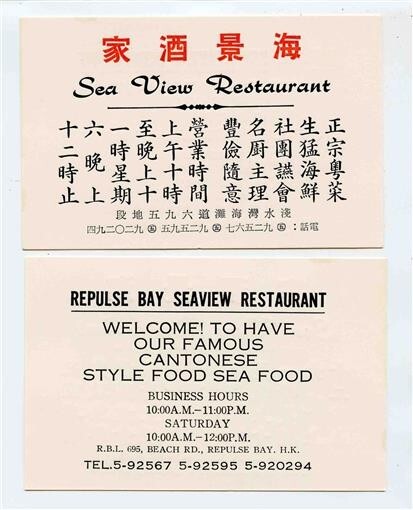 海景酒家
Sea View Restaurant
正宗粤菜
生猛海鮮
社團讌會
名厨主理
豐儉隨意
營業時間
上午十時
至晚上十
一時星期
六晚上
十二時止
淺水灣海灘道六九五地段
電話：㊄九二五六七 ㊄九二五九五 ㊄九二〇二九四
REPULSE BAY SEAVIEW RESTAURANT
WELCOME! TO HAVE
OUR FAMOUS
CANTONESE
STYLE FOOD SEA FOOD
BUSINESS HOURS
10:00A.M.–11:00P.M.
SATURDAY
10:00A.M.–12:00P.M.
R.B.L. 695, BEACH RD., REPULSE BAY. H.K.
TEL.5-92567 5-92595 5-920294